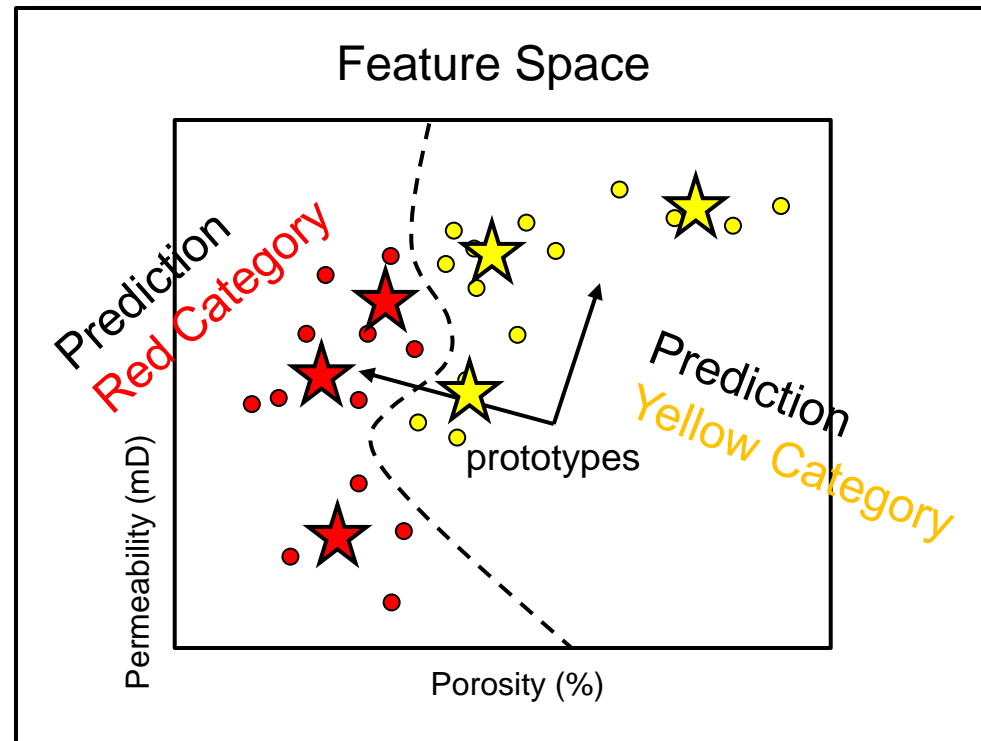 Feature Space
Prediction
Red Category
Prediction
Yellow Category
prototypes
Permeability (mD)
Porosity (%)